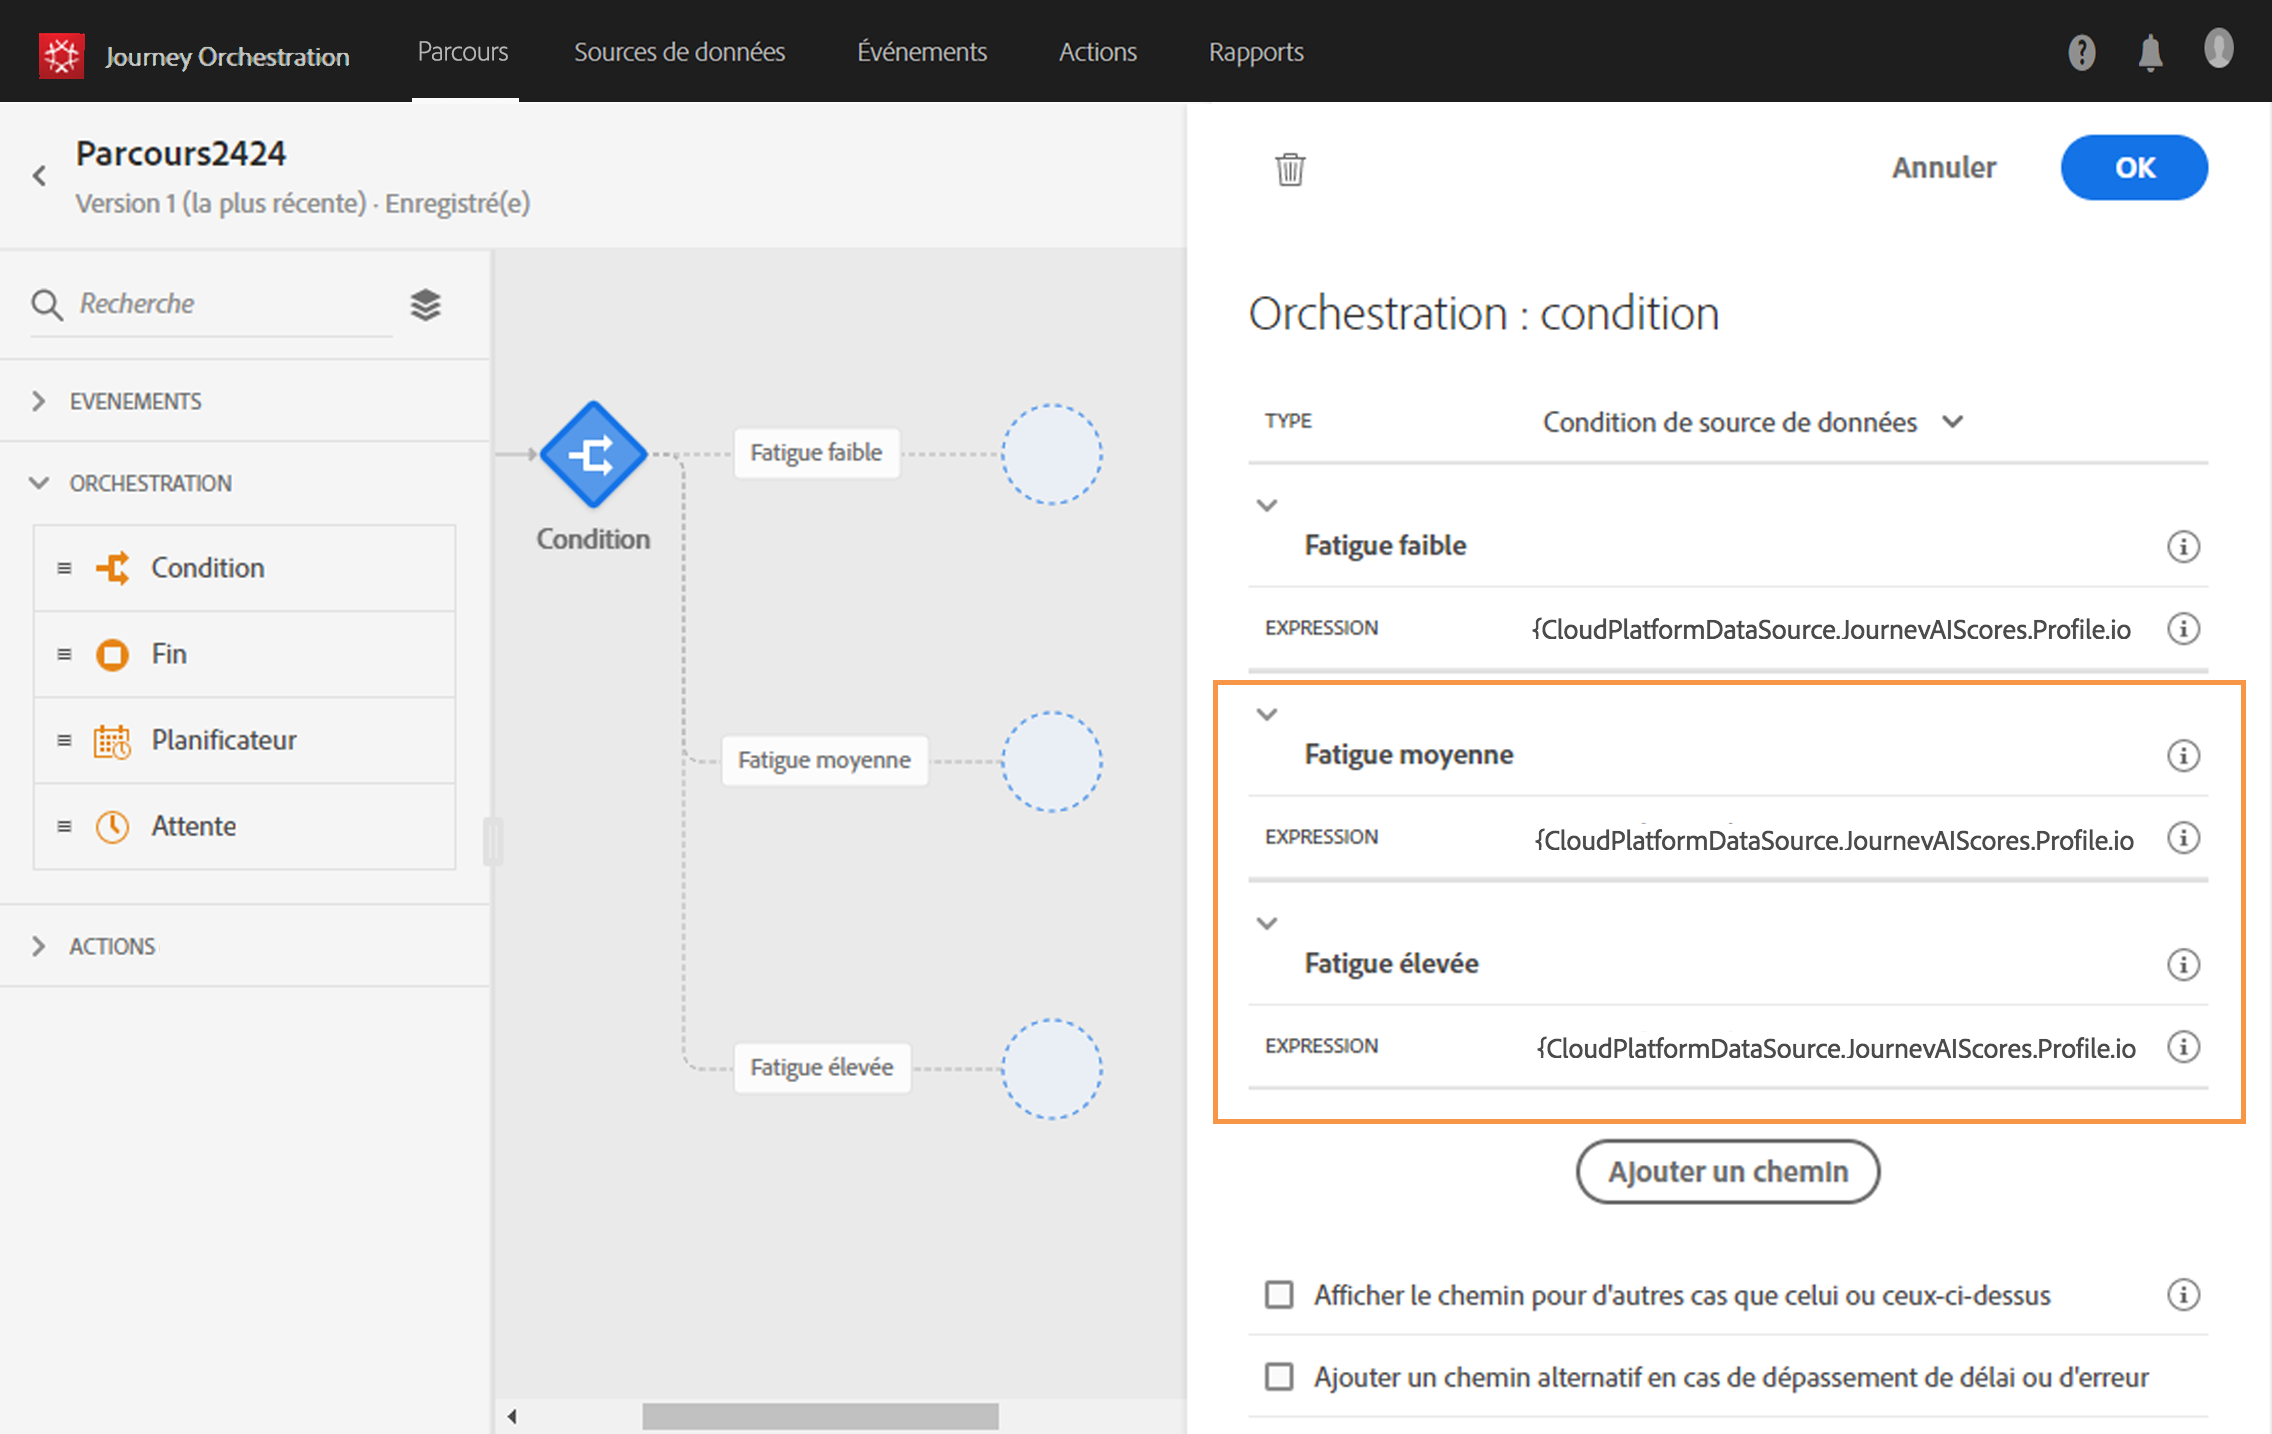 Journey Orchestration
Parcours
Sources de données
Événements
Actions
Rapports
Parcours2424
Version 1 (la plus récente) · Enregistré(e)
Recherche
EVENEMENTS
ORCHESTRATION
Condition
Fin
Planificateur
Attente
ACTIONS
Condition
Fatigue faible
Fatigue moyenne
Fatigue élevée
Annuler
OK
Orchestration : condition
TYPE
Condition de source de données
Fatigue faible
EXPRESSION
{CloudPlatformDataSource.JournevAIScores.Profile.io
Fatigue moyenne
EXPRESSION
{CloudPlatformDataSource.JournevAIScores.Profile.io
Fatigue élevée
EXPRESSION
{CloudPlatformDataSource.JournevAIScores.Profile.io
Ajouter un chemin
Afficher le chemin pour d'autres cas que celui ou ceux-ci-dessus
Ajouter un chemin alternatif en cas de dépassement de délai ou d'erreur